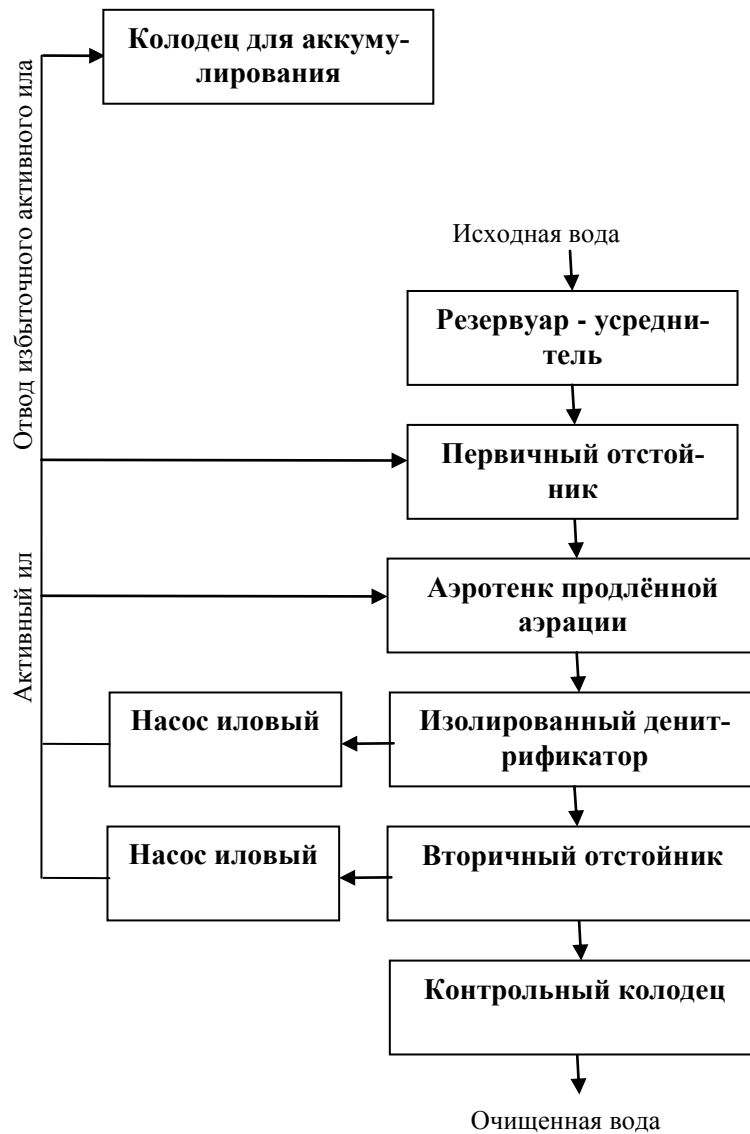 Колодец для аккуму-
лирования
Отвод избыточного активного ила
Исходная вода
Резервуар - усредни-
тель
Первичный отстой-
ник
Аэротенк продлённой
аэрации
Активный ил
Насос иловый
Изолированный денит-
рификатор
Насос иловый
Вторичный отстойник
Контрольный колодец
Очищенная вода